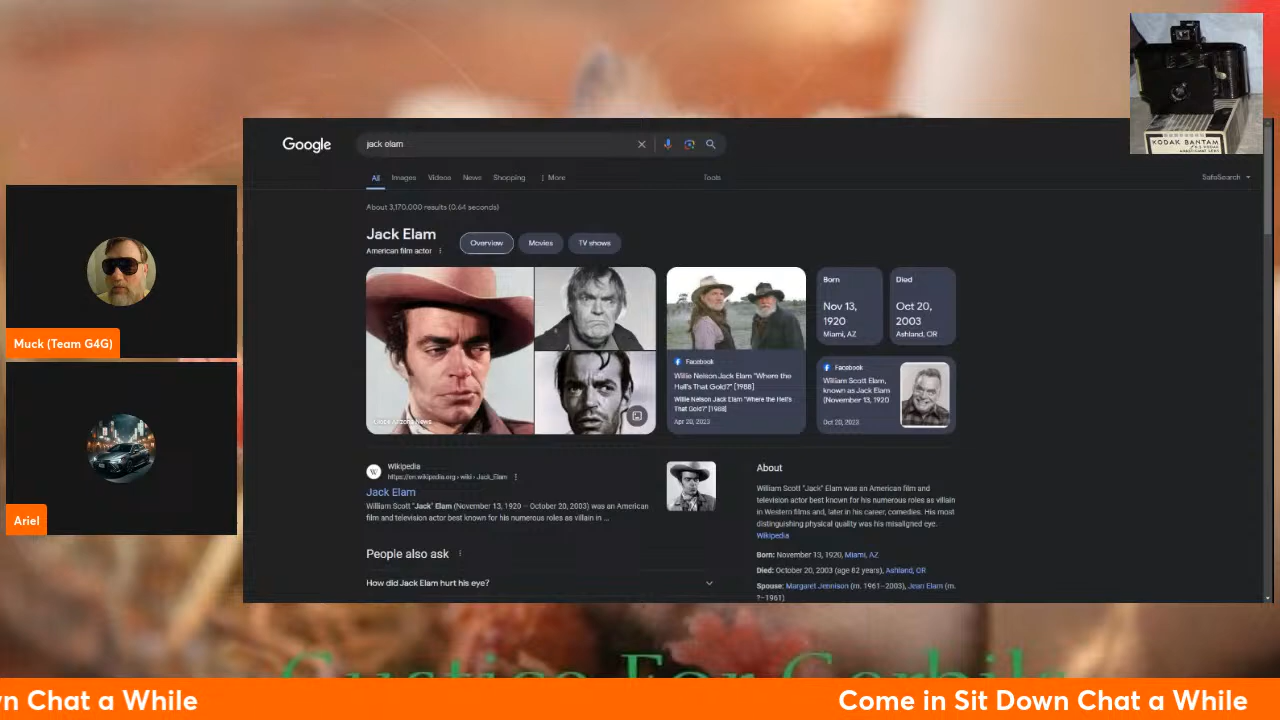 KODAK BANTAM
Google
jack elam
All
Images
Videos
News
Shopping
More
Tools
SafeSearch
About 3,170,000 results (0.64 seconds)
Jack Elam
American film actor
Overview
Movies
TV shows
Facebook
Willie Nelson Jack Elam "Where the
Hell's That Gold?" [1988]
Willie Nelson Jack Elam "Where the Hell's
That Gold?" [1988]
Apr 20, 2023
Born
Nov 13,
1920
Miami, AZ
Died
Oct 20,
2003
Ashland, OR
Facebook
William Scott Elam,
known as Jack Elam
(November 13, 1920
Oct 20, 2023
W
Wikipedia
https://en.wikipedia.org › wiki › Jack_Elam
Jack Elam
William Scott "Jack" Elam (November 13, 1920 – October 20, 2003) was an American
film and television actor best known for his numerous roles as villain in ...
People also ask
How did Jack Elam hurt his eye?
About
William Scott "Jack" Elam was an American film and
television actor best known for his numerous roles as villain
in Western films and, later in his career, comedies. His most
distinguishing physical quality was his misaligned eye.
Wikipedia
Born: November 13, 1920, Miami, AZ
Died: October 20, 2003 (age 82 years), Ashland, OR
Spouse: Margaret Jennison (m. 1961–2003), Jean Elam (m.
?–1961)
Muck (Team G4G)
Ariel
wn Chat a While
Come in Sit Down Chat a While